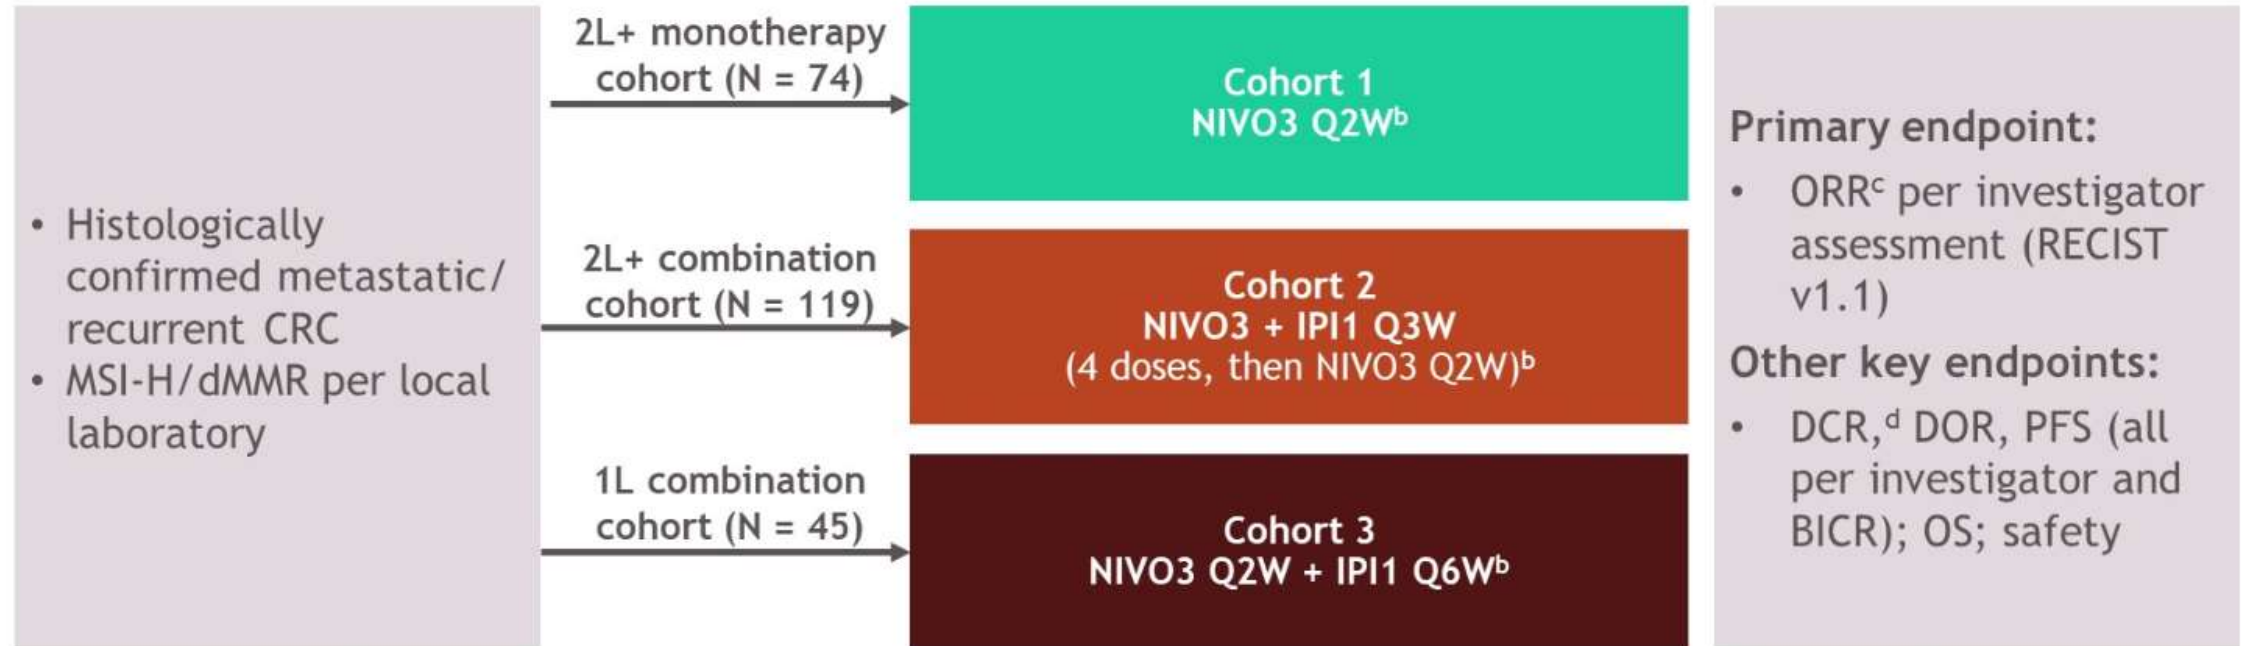 • Histologically
confirmed metastatic/
recurrent CRC
• MSI-H/dMMR per local
laboratory
2L+ monotherapy
cohort (N = 74)
Cohort 1
NIVO3 Q2Wᵇ
2L+ combination
cohort (N = 119)
Cohort 2
NIVO3 + IPI1 Q3W
(4 doses, then NIVO3 Q2W)ᵇ
1L combination
cohort (N = 45)
Cohort 3
NIVO3 Q2W + IPI1 Q6Wᵇ
Primary endpoint:
• ORRᶜ per investigator
assessment (RECIST
v1.1)
Other key endpoints:
• DCR,ᵈ DOR, PFS (all
per investigator and
BICR); OS; safety